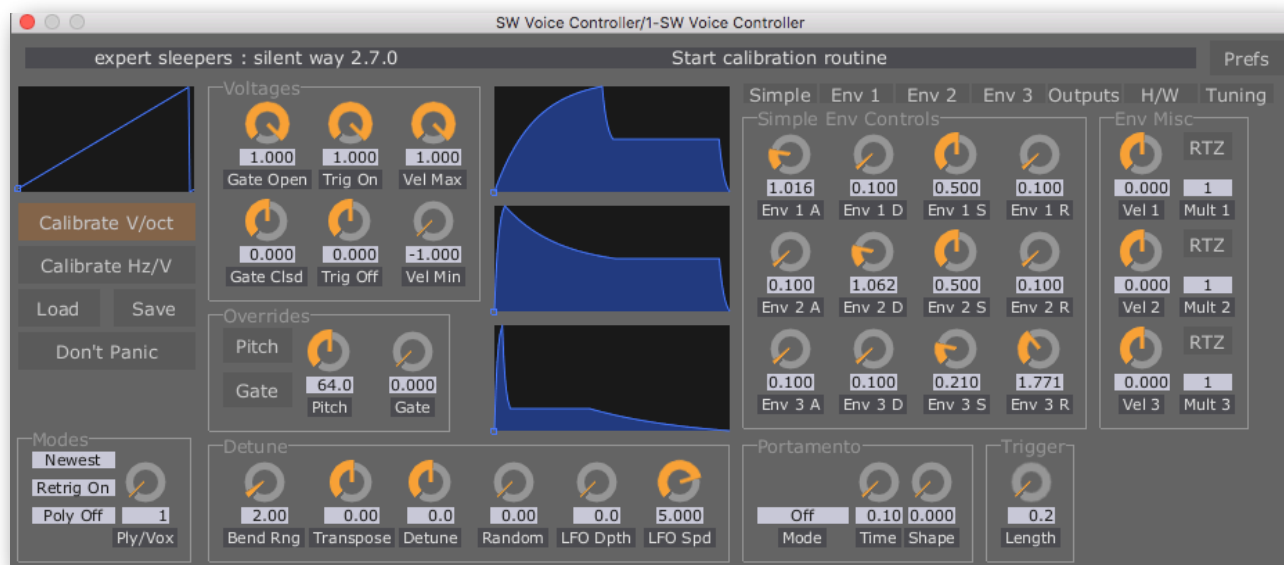 SW Voice Controller/1-SW Voice Controller
expert sleepers : silent way 2.7.0 Start calibration routine Prefs
Calibrate V/oct
Calibrate Hz/V
Load Save
Don't Panic
Voltages
1.000 1.000 1.000
Gate Open Trig On Vel Max
0.000 0.000 -1.000
Gate Clsd Trig Off Vel Min
Overrides
Pitch
Gate
64.0 0.000
Pitch Gate
Simple Env 1 Env 2 Env 3 Outputs H/W Tuning
Simple Env Controls
1.016 0.100 0.500 0.100
Env 1 A Env 1 D Env 1 S Env 1 R
0.100 1.062 0.500 0.100
Env 2 A Env 2 D Env 2 S Env 2 R
0.100 0.100 0.210 1.771
Env 3 A Env 3 D Env 3 S Env 3 R
Env Misc
RTZ
0.000 1
Vel 1 Mult 1
RTZ
0.000 1
Vel 2 Mult 2
RTZ
0.000 1
Vel 3 Mult 3
Modes
Newest
Retrig On
Poly Off 1
Ply/Vox
Detune
2.00 0.00 0.0 0.00 0.0 5.000
Bend Rng Transpose Detune Random LFO Dpth LFO Spd
Portamento
Off 0.10 0.000
Mode Time Shape
Trigger
0.2
Length